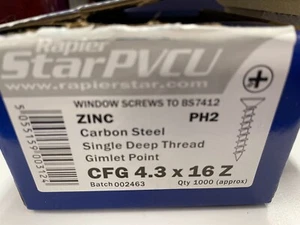 Rapier
StarPVCU
www.rapierstar.com
WINDOW SCREWS TO BS7412
ZINC PH2
Carbon Steel
Single Deep Thread
Gimlet Point
CFG 4.3 x 16 Z
Batch 002463 Qty 1000 (approx)